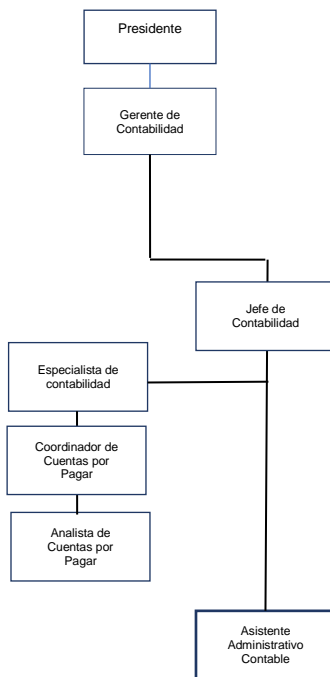 Presidente
Gerente de
Contabilidad
Jefe de
Contabilidad
Especialista de
contabilidad
Coordinador de
Cuentas por
Pagar
Analista de
Cuentas por
Pagar
Asistente
Administrativo
Contable